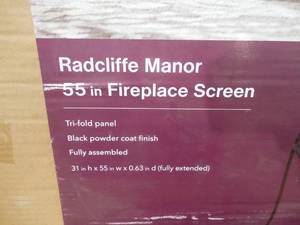 Radcliffe Manor
55 in Fireplace Screen
Tri-fold panel
Black powder coat finish
Fully assembled
31 in h x 55 in w x 0.63 in d (fully extended)